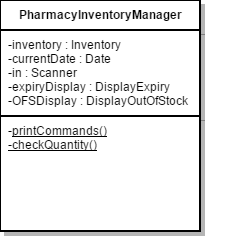 PharmacyInventoryManager
-inventory : Inventory
-currentDate : Date
-in : Scanner
-expiryDisplay : DisplayExpiry
-OFSDisplay : DisplayOutOfStock
-printCommands()
-checkQuantity()